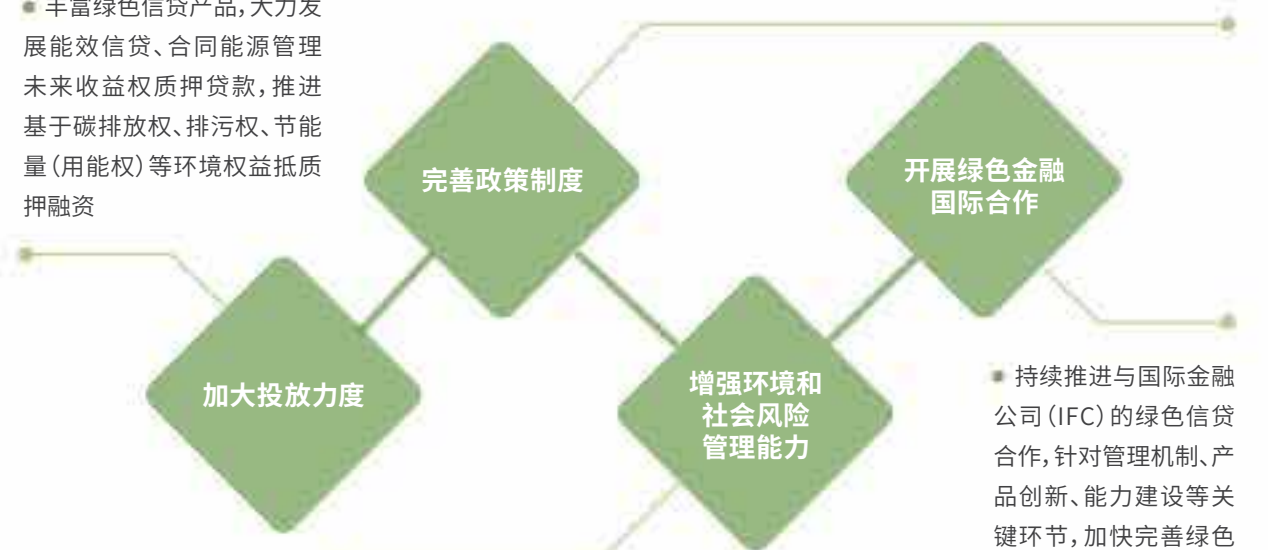 丰富绿色信贷产品，大力发
展能效信贷、合同能源管理
未来收益权质押贷款，推进
基于碳排放权、排污权、节能
量（用能权）等环境权益抵质
押融资
完善政策制度
开展绿色金融
国际合作
加大投放力度
增强环境和
社会风险
管理能力
持续推进与国际金融
公司（IFC）的绿色信贷
合作，针对管理机制、产
品创新、能力建设等关
键环节，加快完善绿色